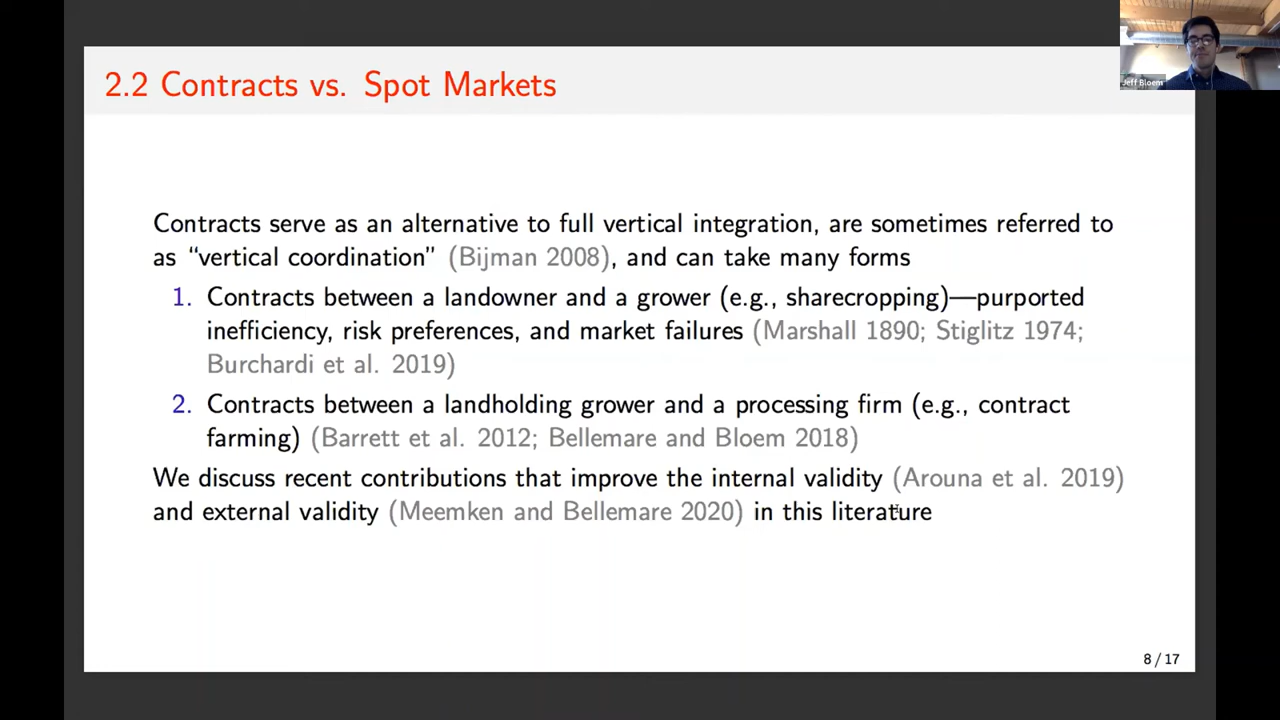 2.2 Contracts vs. Spot Markets
Jeff Bloem
Contracts serve as an alternative to full vertical integration, are sometimes referred to
as “vertical coordination” (Bijman 2008), and can take many forms
1. Contracts between a landowner and a grower (e.g., sharecropping)—purported
inefficiency, risk preferences, and market failures (Marshall 1890; Stiglitz 1974;
Burchardi et al. 2019)
2. Contracts between a landholding grower and a processing firm (e.g., contract
farming) (Barrett et al. 2012; Bellemare and Bloem 2018)
We discuss recent contributions that improve the internal validity (Arouna et al. 2019)
and external validity (Meemken and Bellemare 2020) in this literature
8 / 17